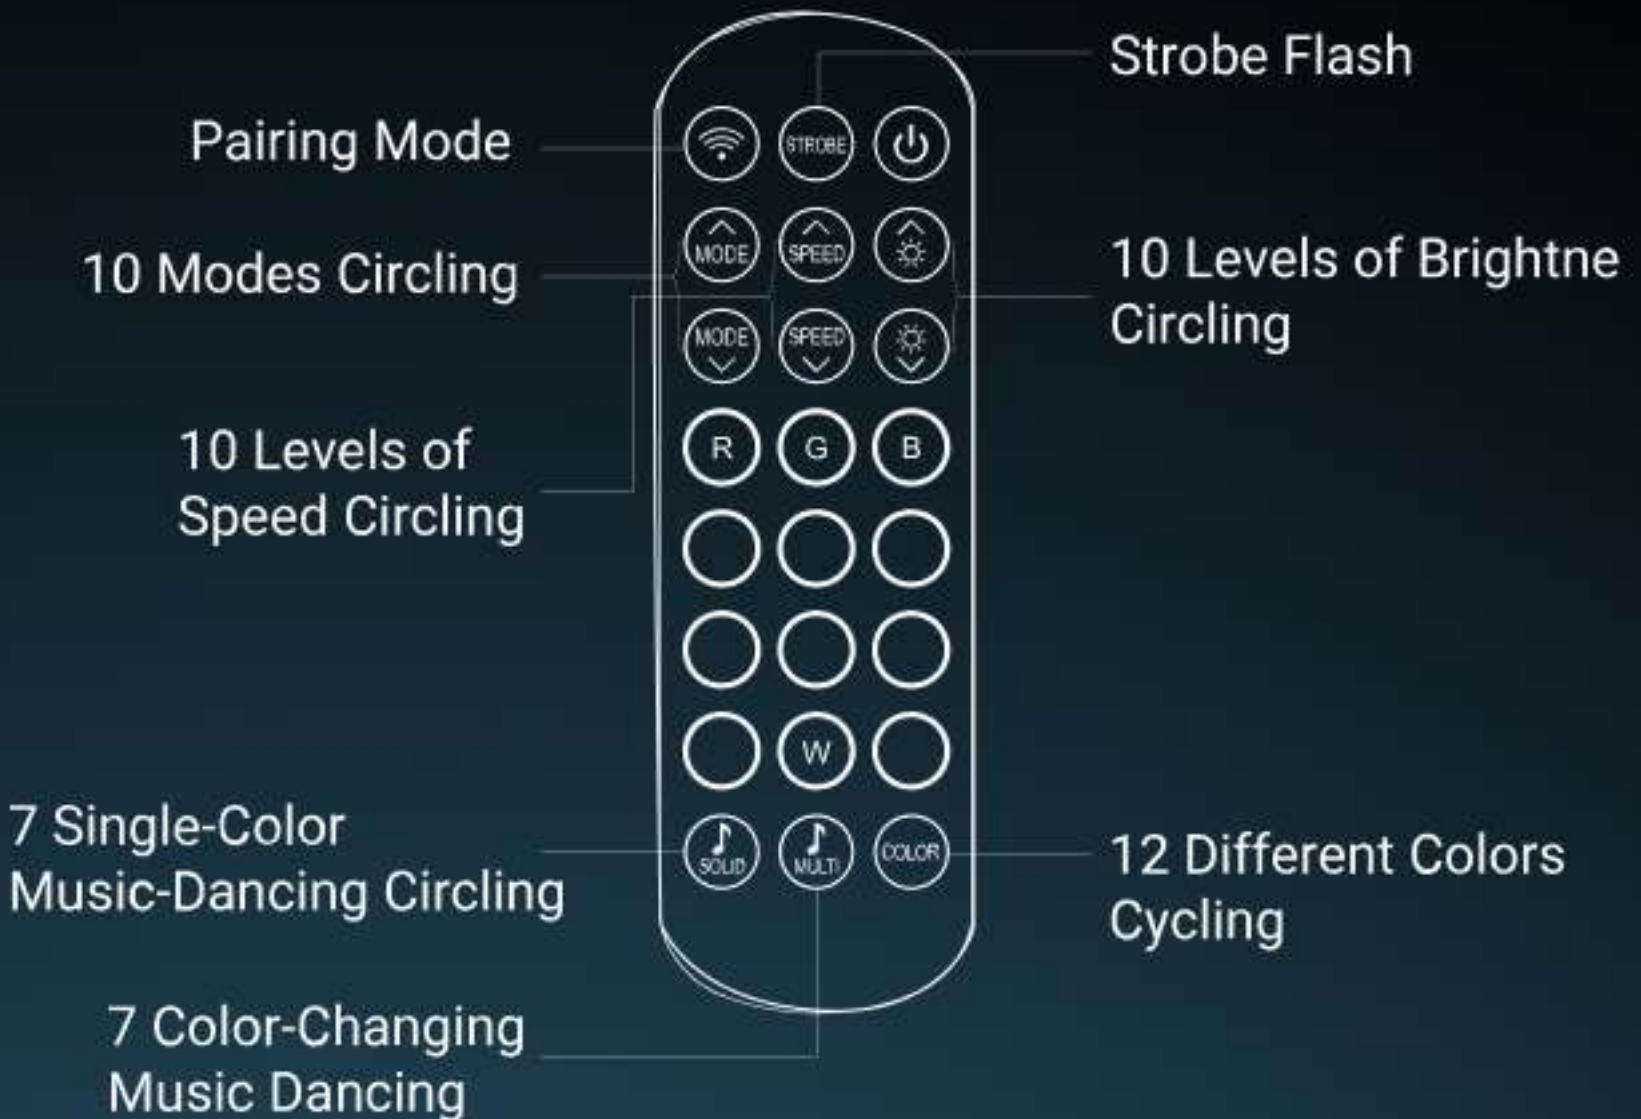 Strobe Flash
Pairing Mode
STROBE
10 Modes Circling
MODE
SPEED
10 Levels of Brightne
Circling
MODE
SPEED
10 Levels of
Speed Circling
R
G
B
W
7 Single-Color
Music-Dancing Circling
SOLID
MULTI
COLOR
12 Different Colors
Cycling
7 Color-Changing
Music Dancing